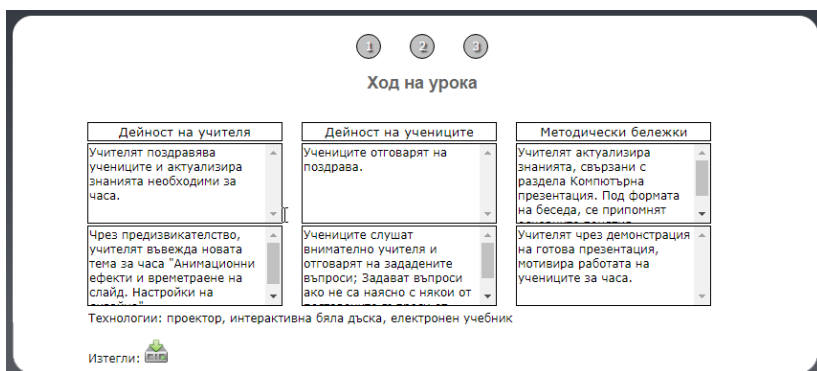 1 2 3
Ход на урока
Дейност на учителя
Дейност на учениците
Методически бележки
Учителят поздравява
учениците и актуализира
знанията необходими за
часа.
Учениците отговарят на
поздрава.
Учителят актуализира
знанията, свързани с
раздела Компютърна
презентация. Под формата
на беседа, се припомнят
Чрез предизвикателство,
учителят въвежда новата
тема за часа "Анимационни
ефекти и времетраене на
слайд. Настройки на
Учениците слушат
внимателно учителя и
отговарят на зададените
въпроси; Задават въпроси
ако не са наясно с някои от
Учителят чрез демонстрация
на готова презентация,
мотивира работата на
учениците за часа.
Технологии: проектор, интерактивна бяла дъска, електронен учебник
Изтегли: